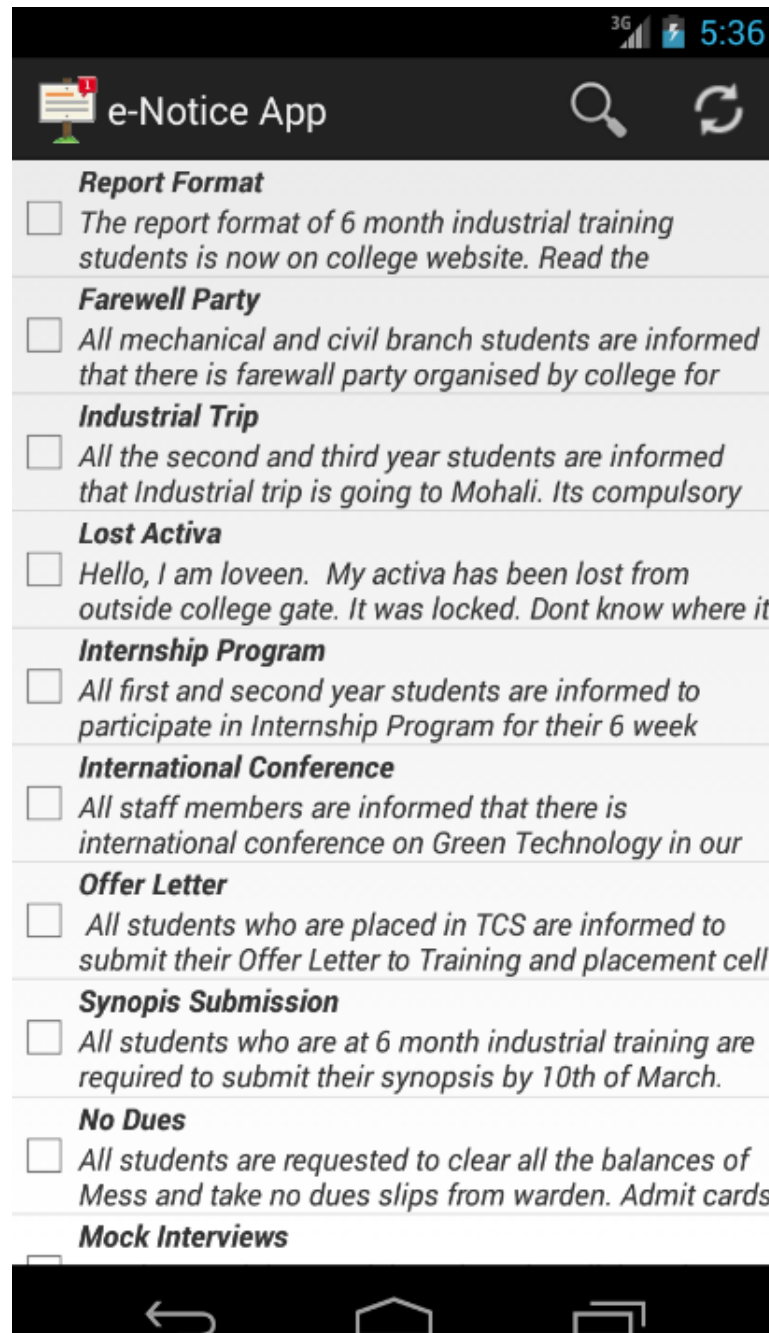 3G 5:36
1
e-Notice App
Report Format
The report format of 6 month industrial training
students is now on college website. Read the
Farewell Party
All mechanical and civil branch students are informed
that there is farewall party organised by college for
Industrial Trip
All the second and third year students are informed
that Industrial trip is going to Mohali. Its compulsory
Lost Activa
Hello, I am loveen.  My activa has been lost from
outside college gate. It was locked. Dont know where it
Internship Program
All first and second year students are informed to
participate in Internship Program for their 6 week
International Conference
All staff members are informed that there is
international conference on Green Technology in our
Offer Letter
All students who are placed in TCS are informed to
submit their Offer Letter to Training and placement cell
Synopis Submission
All students who are at 6 month industrial training are
required to submit their synopsis by 10th of March.
No Dues
All students are requested to clear all the balances of
Mess and take no dues slips from warden. Admit cards
Mock Interviews